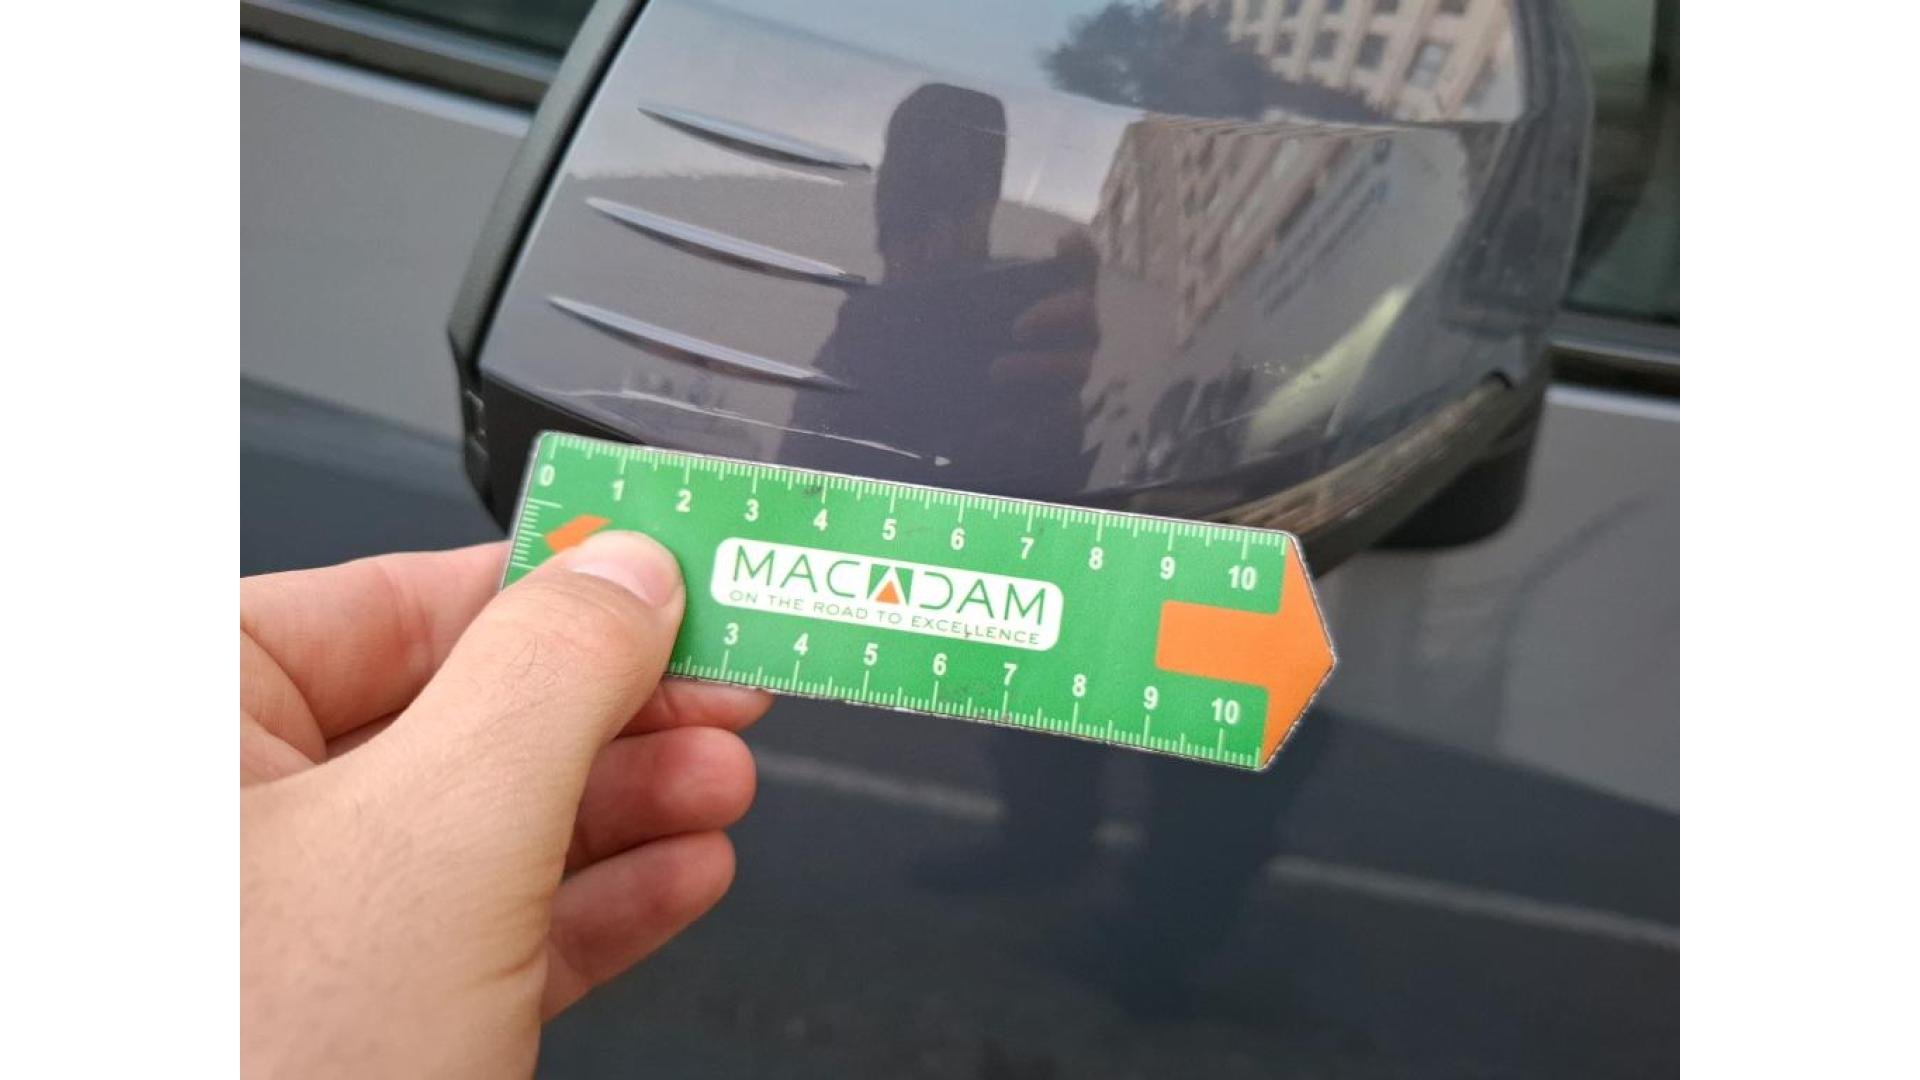 0 1 2 3 4 5 6 7 8 9 10
MACADAM
ON THE ROAD TO EXCELLENCE
3 4 5 6 7 8 9 10